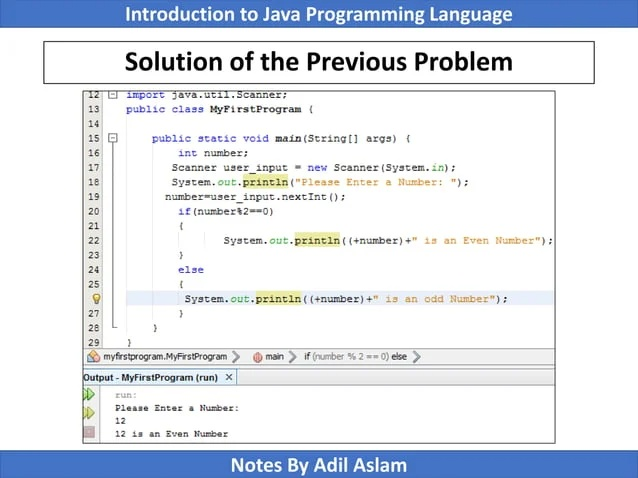 Introduction to Java Programming Language
Solution of the Previous Problem
12 import java.util.Scanner;
13 public class MyFirstProgram {
14
15 public static void main(String[] args) {
16 int number;
17 Scanner user_input = new Scanner(System.in);
18 System.out.println("Please Enter a Number: ");
19 number=user_input.nextInt();
20 if(number%2==0)
21 {
22 System.out.println((+number)+" is an Even Number");
23 }
24 else
25 {
System.out.println((+number)+" is an odd Number");
27 }
28 }
29 }
myfirstprogram.MyFirstProgram main if (number % 2 == 0) else
Output - MyFirstProgram (run) X
run:
Please Enter a Number:
12
12 is an Even Number
Notes By Adil Aslam